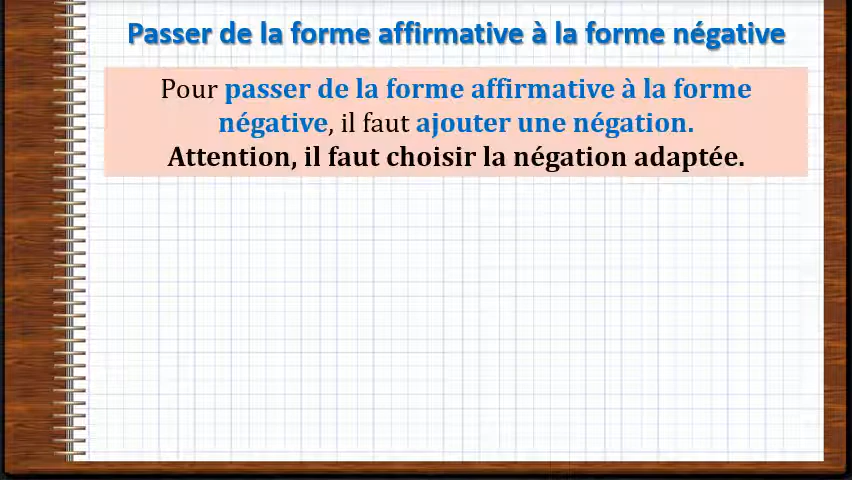 Passer de la forme affirmative à la forme négative
Pour passer de la forme affirmative à la forme
négative, il faut ajouter une négation.
Attention, il faut choisir la négation adaptée.